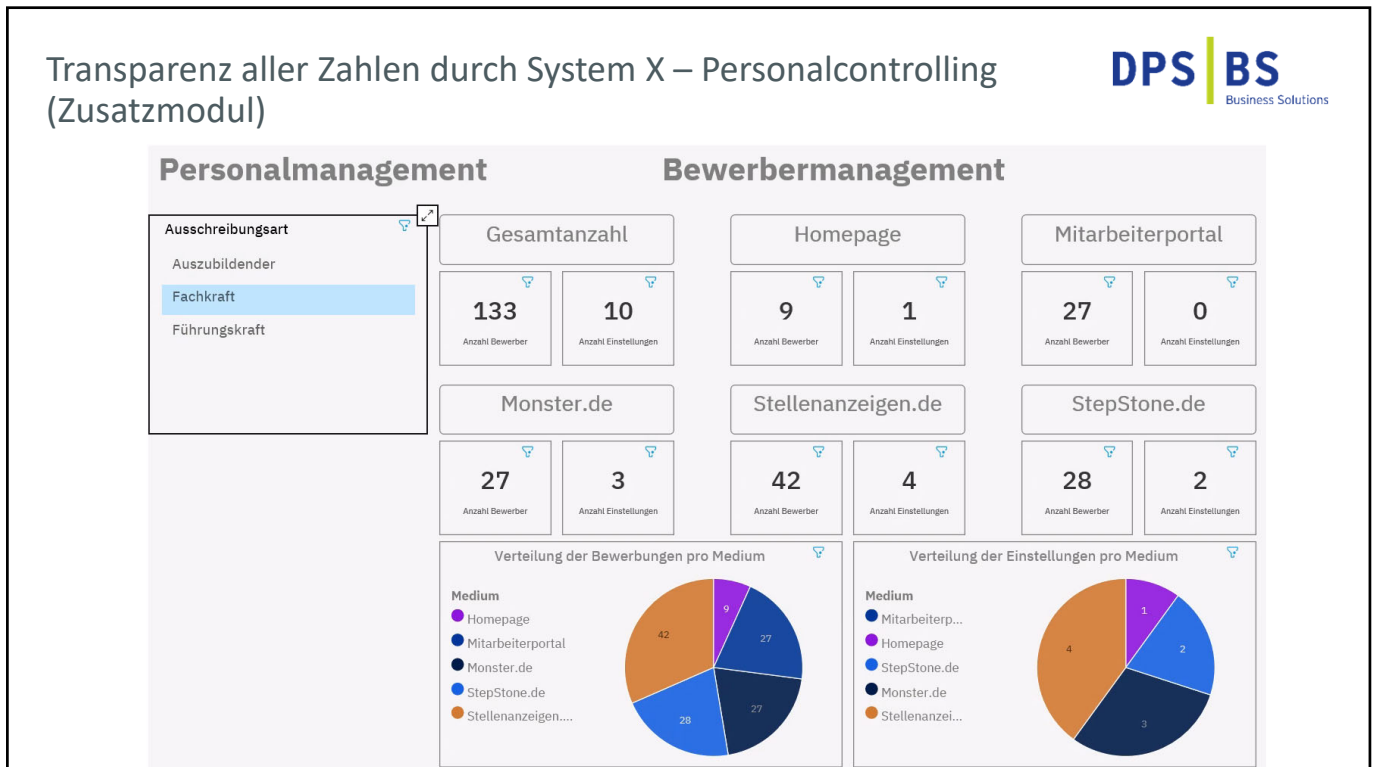 Transparenz aller Zahlen durch System X – Personalcontrolling
(Zusatzmodul)
DPS BS
Business Solutions
Personalmanagement
Bewerbermanagement
Ausschreibungsart
Auszubildender
Fachkraft
Führungskraft
Gesamtanzahl
133
Anzahl Bewerber
10
Anzahl Einstellungen
Homepage
9
Anzahl Bewerber
1
Anzahl Einstellungen
Mitarbeiterportal
27
Anzahl Bewerber
0
Anzahl Einstellungen
Monster.de
27
Anzahl Bewerber
3
Anzahl Einstellungen
Stellenanzeigen.de
42
Anzahl Bewerber
4
Anzahl Einstellungen
StepStone.de
28
Anzahl Bewerber
2
Anzahl Einstellungen
Verteilung der Bewerbungen pro Medium
Medium
Homepage
Mitarbeiterportal
Monster.de
StepStone.de
Stellenanzeigen....
9
27
27
28
42
Verteilung der Einstellungen pro Medium
Medium
Mitarbeiterp...
Homepage
StepStone.de
Monster.de
Stellenanzei...
1
2
3
4